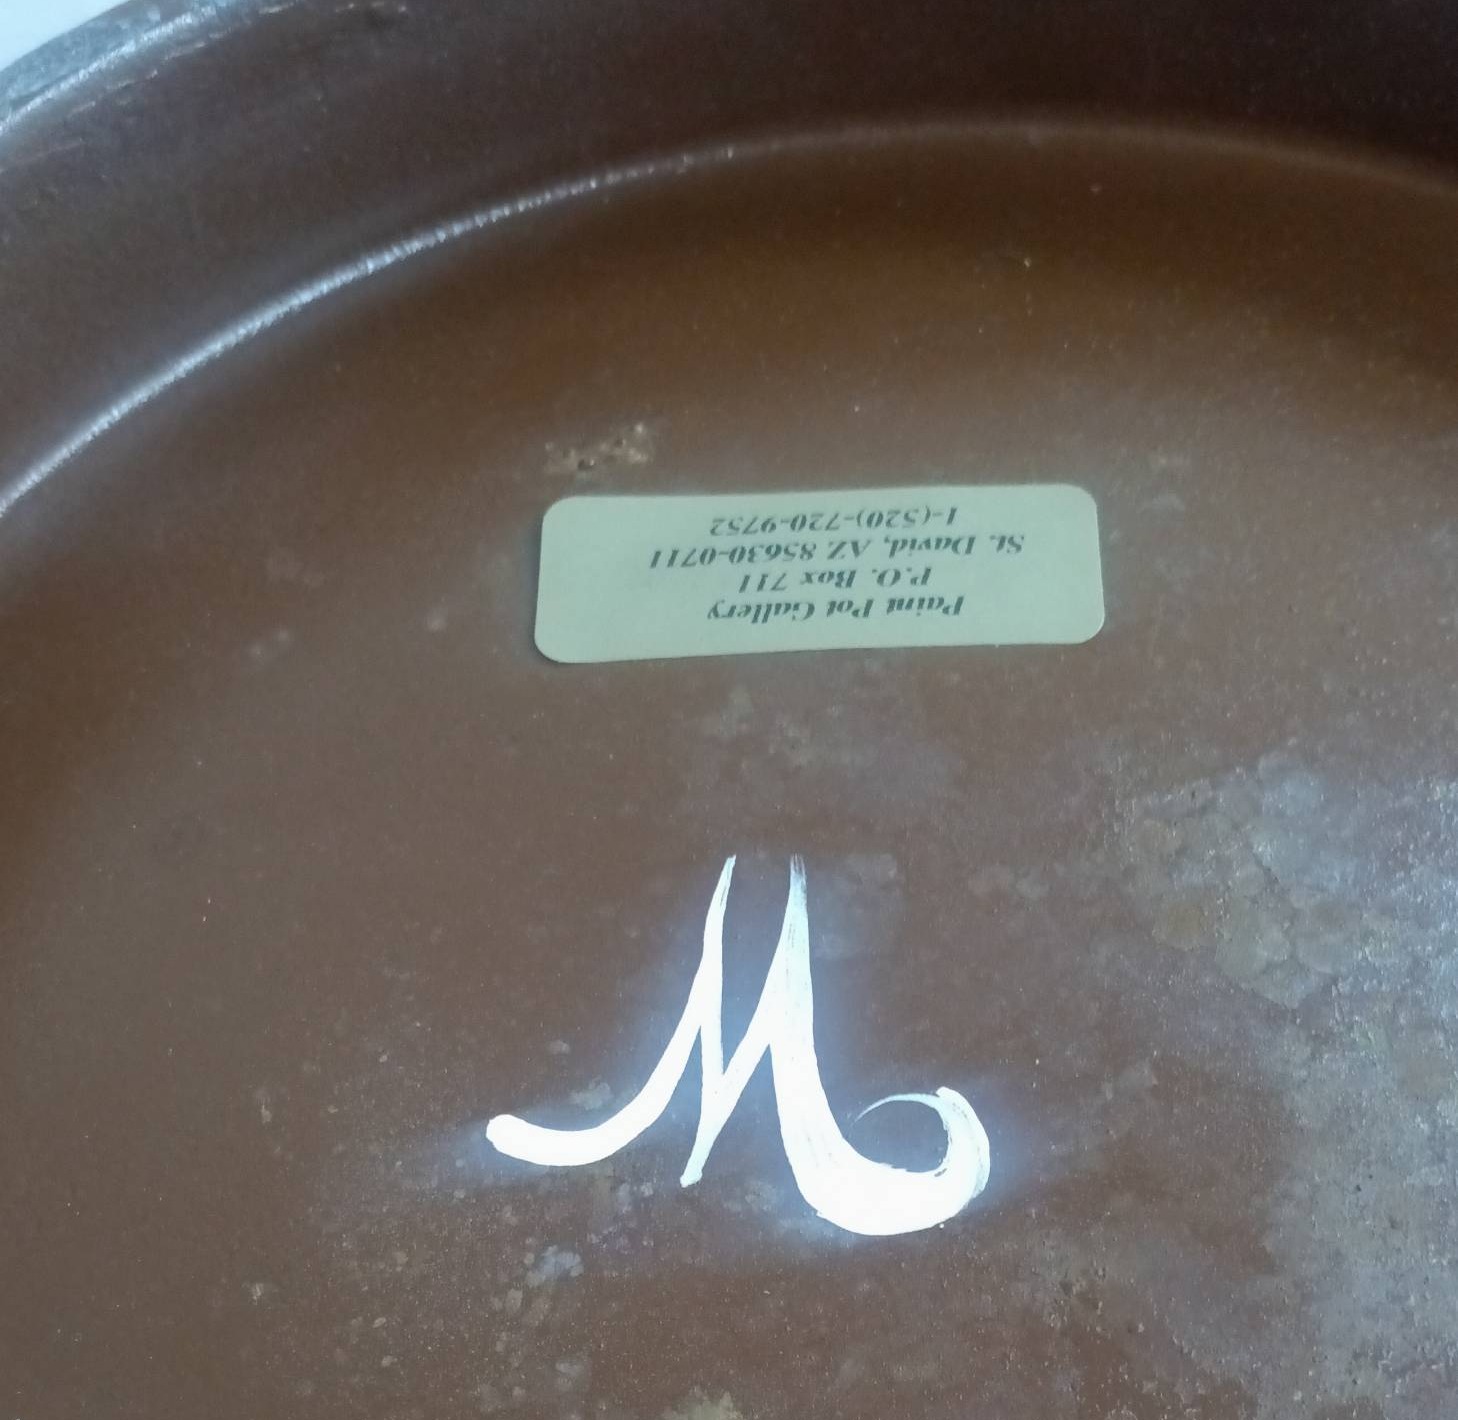 Paint Pot Gallery
P.O. Box 711
St. David, AZ 85630-0711
1-(520)-720-9752
M